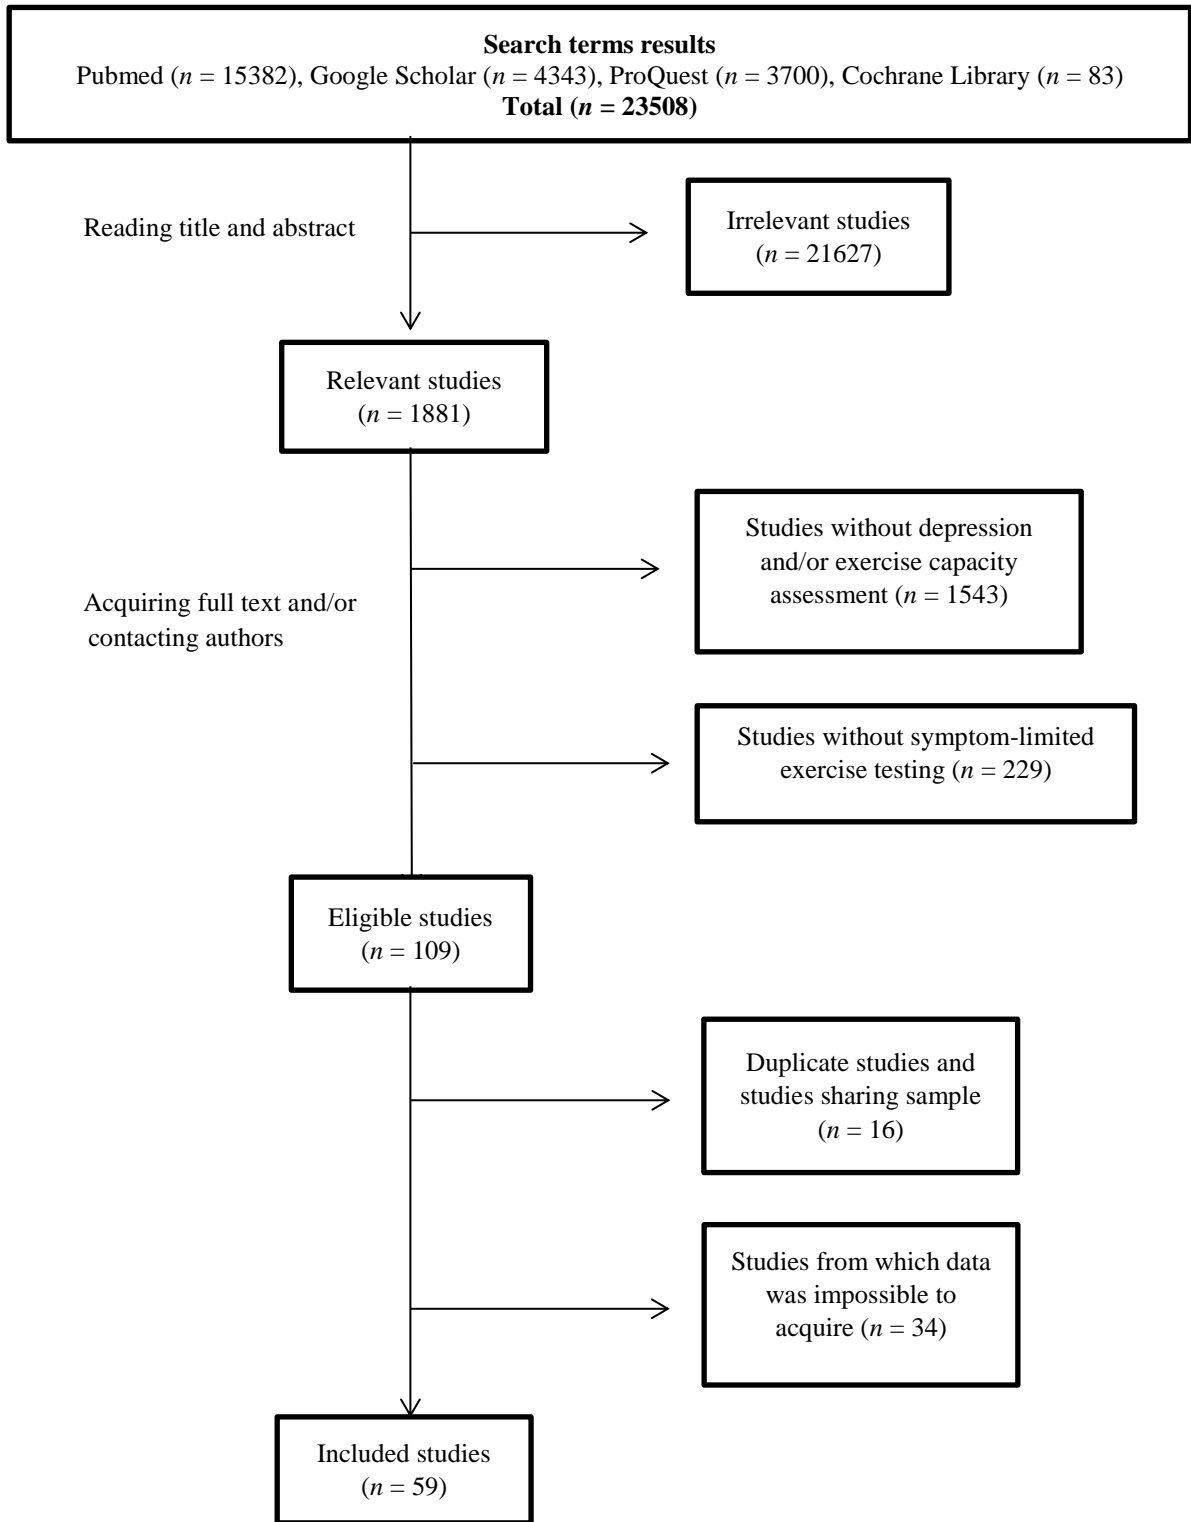 Search terms results
Pubmed (n = 15382), Google Scholar (n = 4343), ProQuest (n = 3700), Cochrane Library (n = 83)
Total (n = 23508)
Reading title and abstract
Irrelevant studies
(n = 21627)
Relevant studies
(n = 1881)
Studies without depression
and/or exercise capacity
assessment (n = 1543)
Acquiring full text and/or
contacting authors
Studies without symptom-limited
exercise testing (n = 229)
Eligible studies
(n = 109)
Duplicate studies and
studies sharing sample
(n = 16)
Studies from which data
was impossible to
acquire (n = 34)
Included studies
(n = 59)